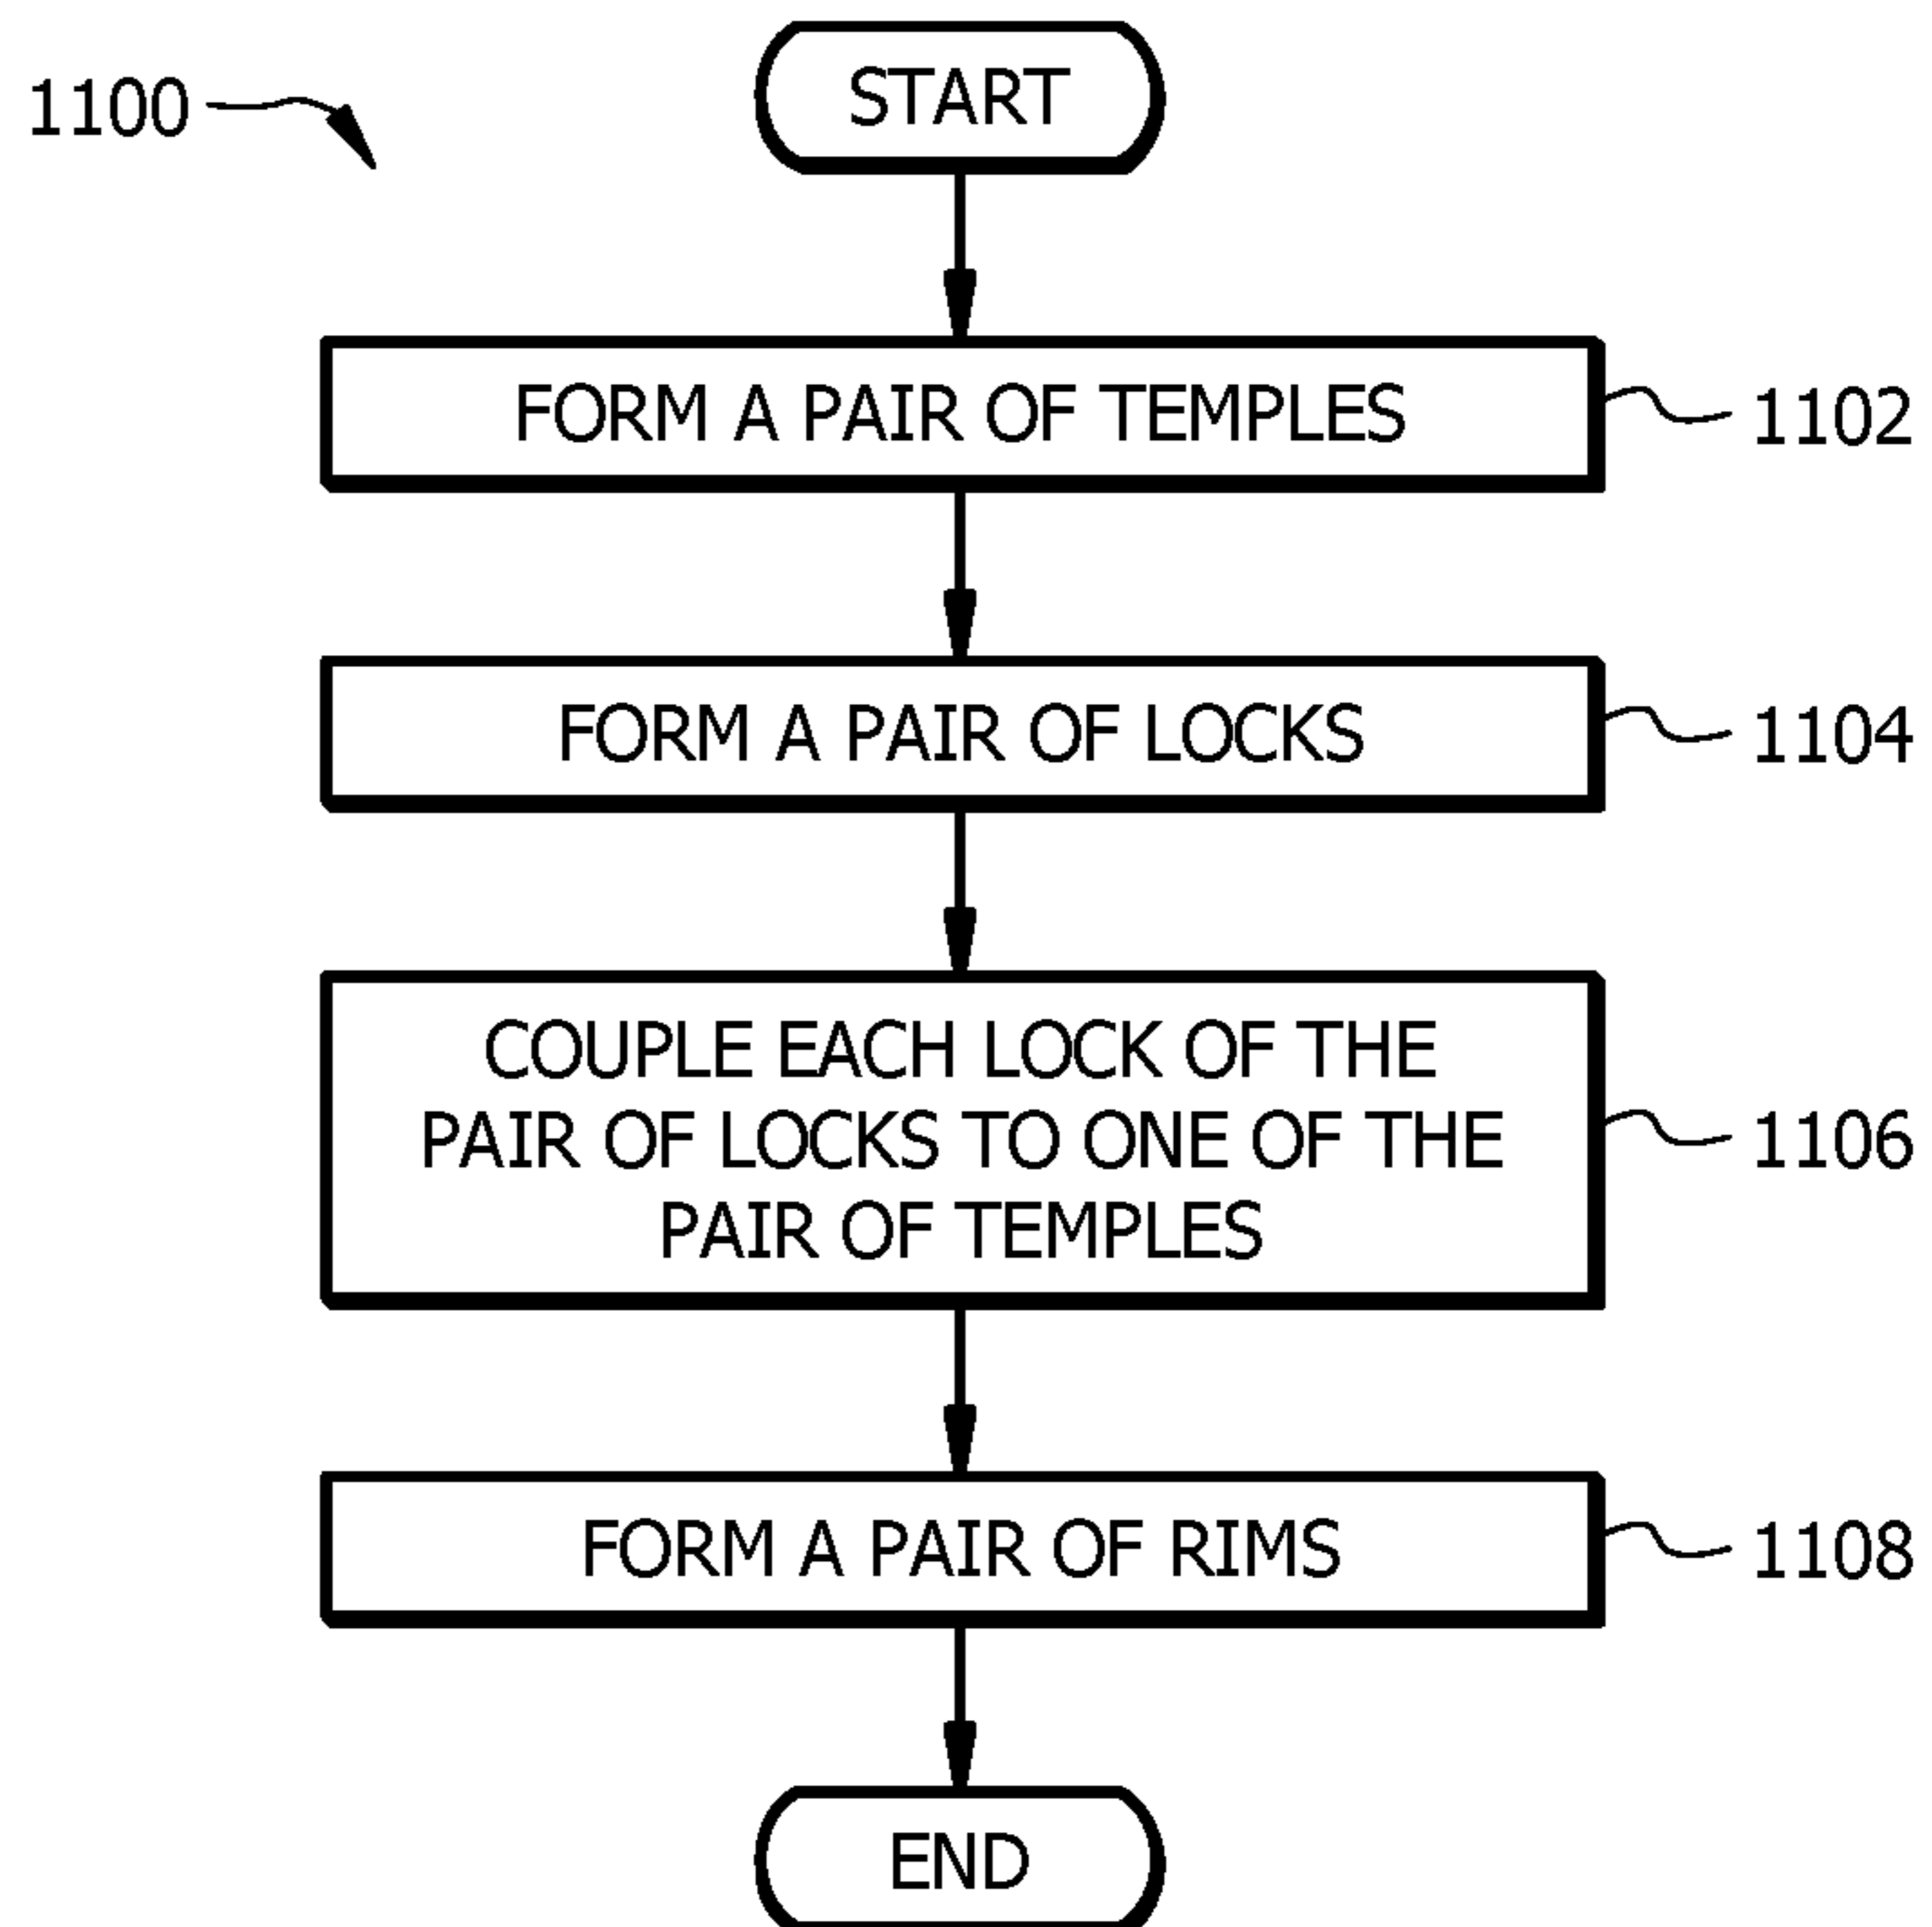 1100
START
FORM A PAIR OF TEMPLES
1102
FORM A PAIR OF LOCKS
1104
COUPLE EACH LOCK OF THE
PAIR OF LOCKS TO ONE OF THE
PAIR OF TEMPLES
1106
FORM A PAIR OF RIMS
1108
END